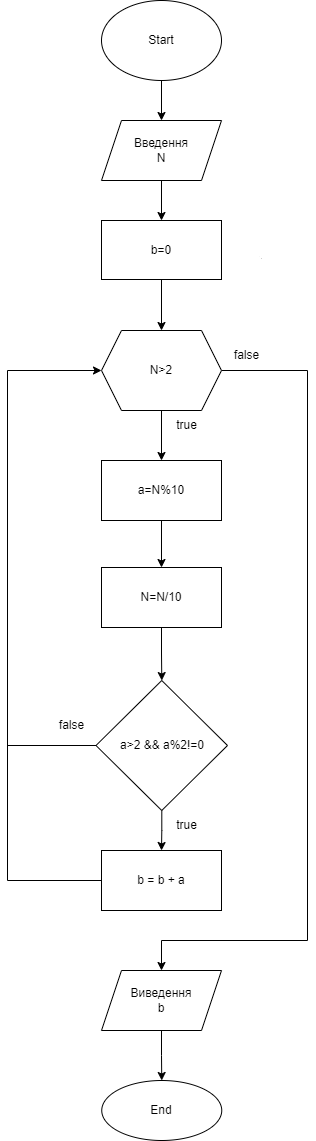 Start
Введення
N
b=0
N>2
false
true
a=N%10
N=N/10
false
a>2 && a%2!=0
true
b = b + a
Виведення
b
End